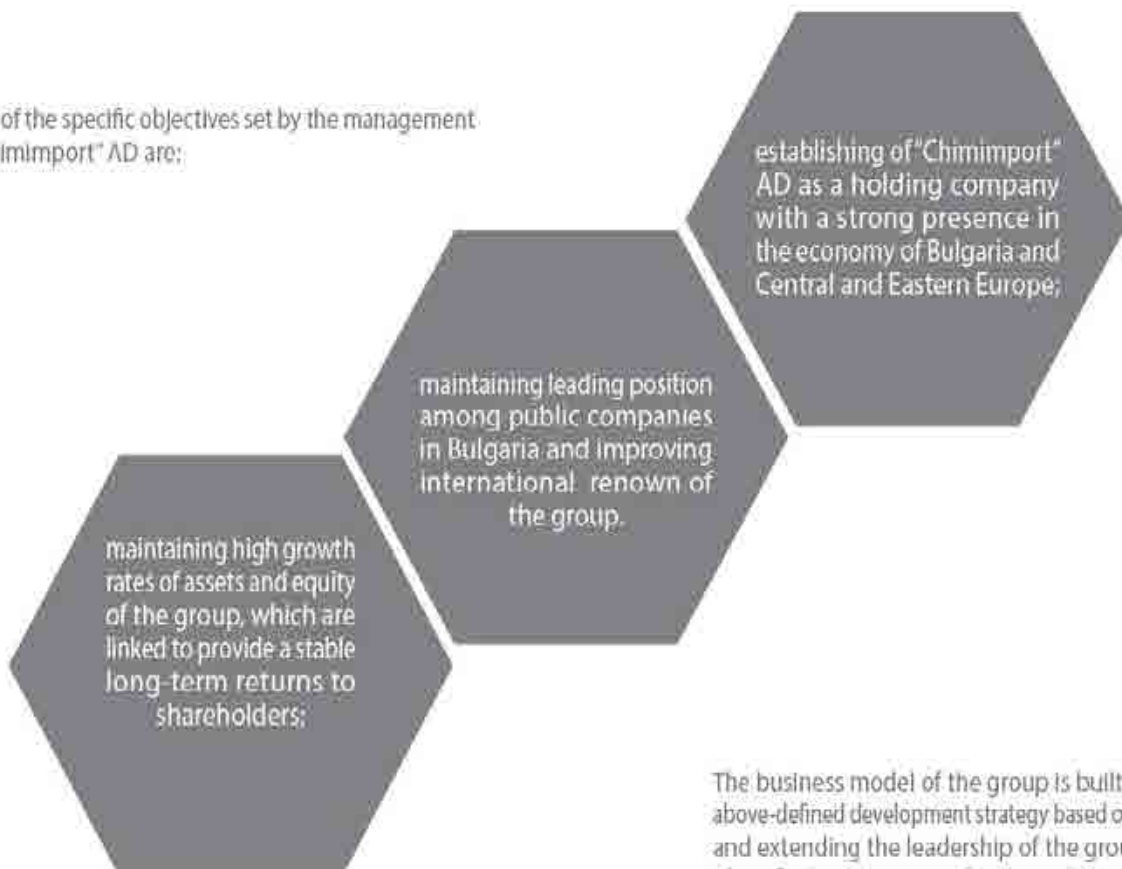 of the specific objectives set by the management
imimport" AD are:
establishing of "Chimimport"
AD as a holding company
with a strong presence in
the economy of Bulgaria and
Central and Eastern Europe;
maintaining leading position
among public companies
in Bulgaria and improving
international renown of
the group.
maintaining high growth
rates of assets and equity
of the group, which are
linked to provide a stable
long-term returns to
shareholders;
The business model of the group is built
above-defined development strategy based o
and extending the leadership of the grou